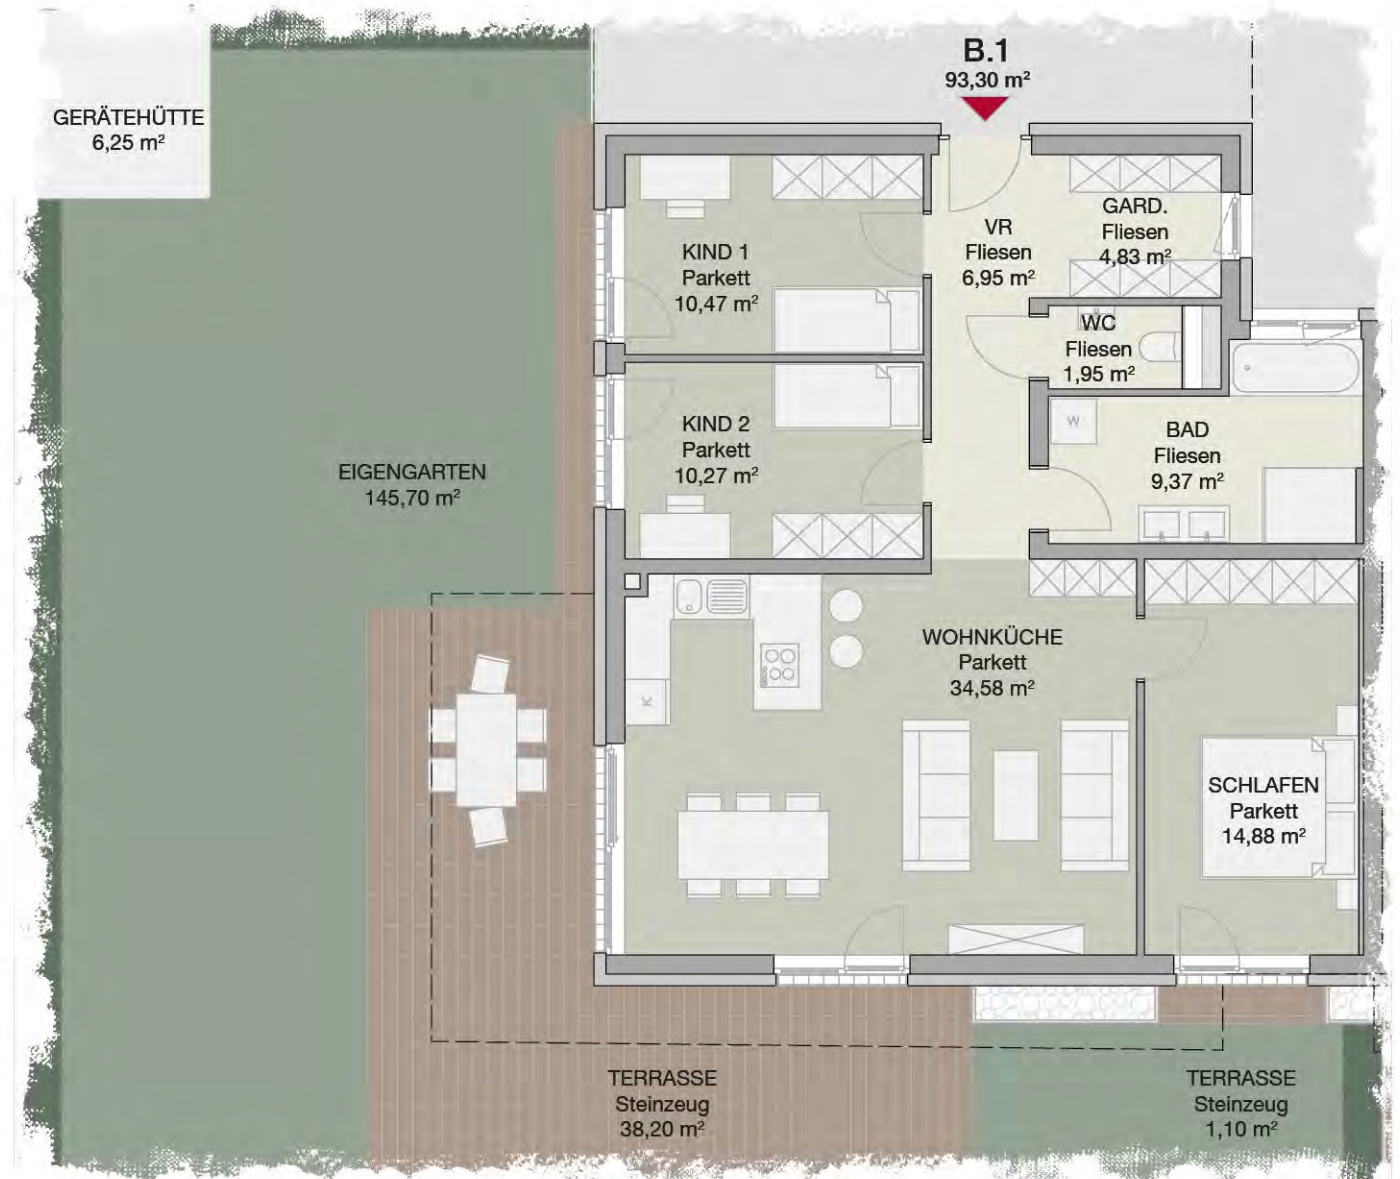 B.1
93,30 m²
GERÄTEHÜTTE
6,25 m²
KIND 1
Parkett
10,47 m²
VR
Fliesen
6,95 m²
GARD.
Fliesen
4,83 m²
WC
Fliesen
1,95 m²
KIND 2
Parkett
10,27 m²
W
BAD
Fliesen
9,37 m²
EIGENGARTEN
145,70 m²
WOHNKÜCHE
Parkett
34,58 m²
K
SCHLAFEN
Parkett
14,88 m²
TERRASSE
Steinzeug
38,20 m²
TERRASSE
Steinzeug
1,10 m²